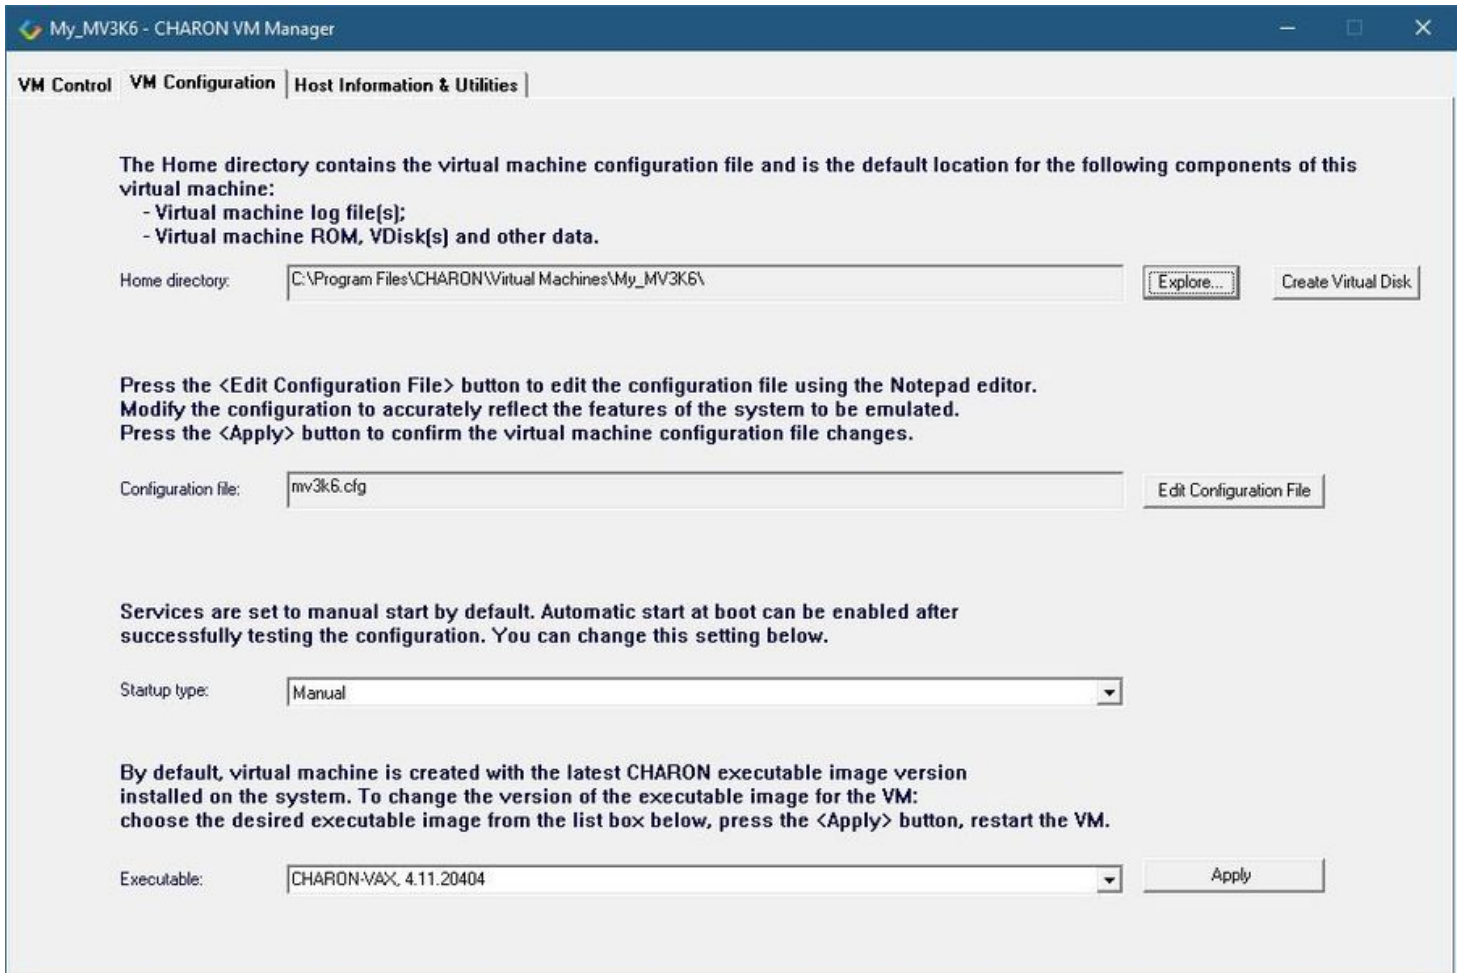 My_MV3K6 - CHARON VM Manager
VM Control VM Configuration Host Information & Utilities
The Home directory contains the virtual machine configuration file and is the default location for the following components of this
virtual machine:
- Virtual machine log file(s);
- Virtual machine ROM, VDisk(s) and other data.
Home directory: C:\Program Files\CHARON\Virtual Machines\My_MV3K6\ Explore... Create Virtual Disk
Press the <Edit Configuration File> button to edit the configuration file using the Notepad editor.
Modify the configuration to accurately reflect the features of the system to be emulated.
Press the <Apply> button to confirm the virtual machine configuration file changes.
Configuration file: mv3k6.cfg Edit Configuration File
Services are set to manual start by default. Automatic start at boot can be enabled after
successfully testing the configuration. You can change this setting below.
Startup type: Manual
By default, virtual machine is created with the latest CHARON executable image version
installed on the system. To change the version of the executable image for the VM:
choose the desired executable image from the list box below, press the <Apply> button, restart the VM.
Executable: CHARON-VAX, 4.11.20404 Apply